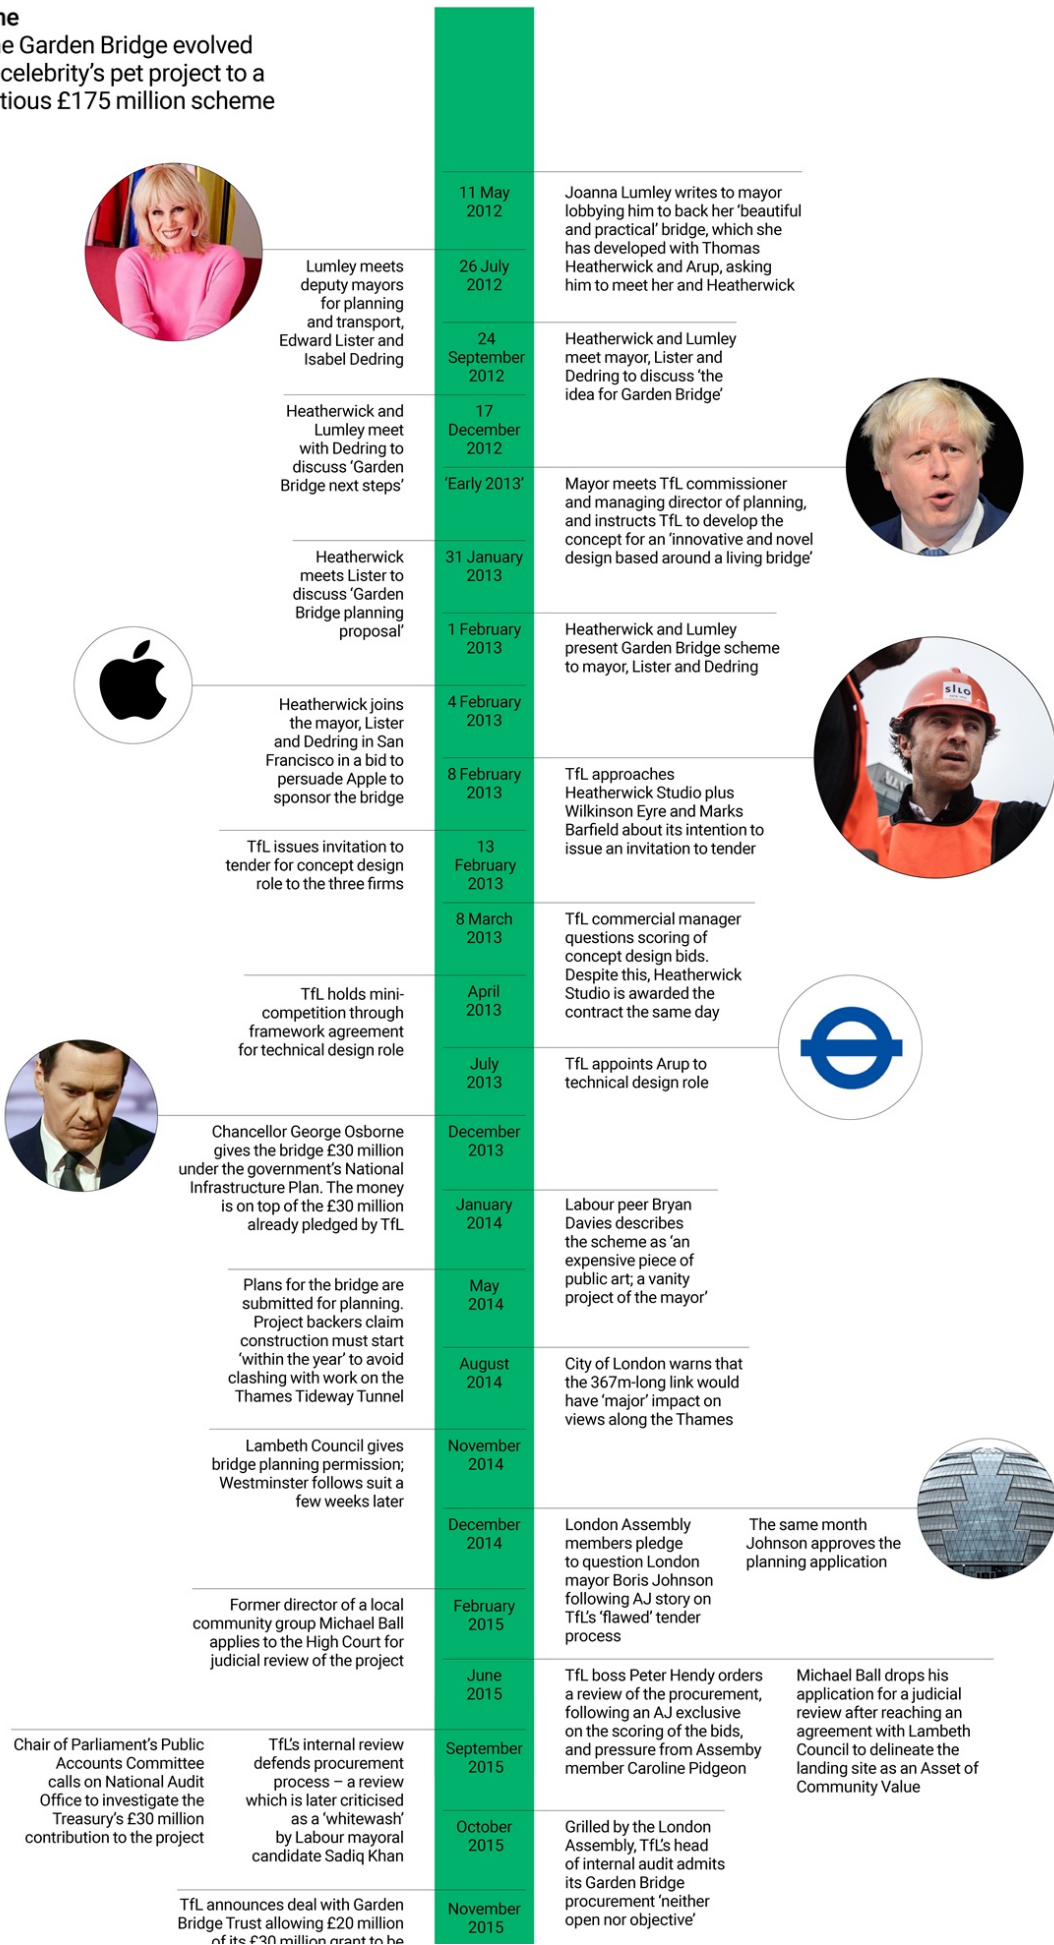 ne
e Garden Bridge evolved
celebrity's pet project to a
tious £175 million scheme
11 May
2012
Joanna Lumley writes to mayor
lobbying him to back her 'beautiful
and practical' bridge, which she
has developed with Thomas
Heatherwick and Arup, asking
him to meet her and Heatherwick
26 July
2012
Lumley meets
deputy mayors
for planning
and transport,
Edward Lister and
Isabel Dedring
24
September
2012
Heatherwick and Lumley
meet mayor, Lister and
Dedring to discuss 'the
idea for Garden Bridge'
17
December
2012
Heatherwick and
Lumley meet
with Dedring to
discuss 'Garden
Bridge next steps'
'Early 2013'
Mayor meets TfL commissioner
and managing director of planning,
and instructs TfL to develop the
concept for an 'innovative and novel
design based around a living bridge'
31 January
2013
Heatherwick
meets Lister to
discuss 'Garden
Bridge planning
proposal'
1 February
2013
Heatherwick and Lumley
present Garden Bridge scheme
to mayor, Lister and Dedring
SILO
4 February
2013
Heatherwick joins
the mayor, Lister
and Dedring in San
Francisco in a bid to
persuade Apple to
sponsor the bridge
8 February
2013
TfL approaches
Heatherwick Studio plus
Wilkinson Eyre and Marks
Barfield about its intention to
issue an invitation to tender
13
February
2013
TfL issues invitation to
tender for concept design
role to the three firms
8 March
2013
TfL commercial manager
questions scoring of
concept design bids.
Despite this, Heatherwick
Studio is awarded the
contract the same day
April
2013
TfL holds mini-
competition through
framework agreement
for technical design role
July
2013
TfL appoints Arup to
technical design role
December
2013
Chancellor George Osborne
gives the bridge £30 million
under the government's National
Infrastructure Plan. The money
is on top of the £30 million
already pledged by TfL
January
2014
Labour peer Bryan
Davies describes
the scheme as 'an
expensive piece of
public art; a vanity
project of the mayor'
May
2014
Plans for the bridge are
submitted for planning.
Project backers claim
construction must start
'within the year' to avoid
clashing with work on the
Thames Tideway Tunnel
August
2014
City of London warns that
the 367m-long link would
have 'major' impact on
views along the Thames
November
2014
Lambeth Council gives
bridge planning permission;
Westminster follows suit a
few weeks later
December
2014
London Assembly
members pledge
to question London
mayor Boris Johnson
following AJ story on
TfL's 'flawed' tender
process
The same month
Johnson approves the
planning application
February
2015
Former director of a local
community group Michael Ball
applies to the High Court for
judicial review of the project
June
2015
TfL boss Peter Hendy orders
a review of the procurement,
following an AJ exclusive
on the scoring of the bids,
and pressure from Assemby
member Caroline Pidgeon
Michael Ball drops his
application for a judicial
review after reaching an
agreement with Lambeth
Council to delineate the
landing site as an Asset of
Community Value
September
2015
Chair of Parliament's Public
Accounts Committee
calls on National Audit
Office to investigate the
Treasury's £30 million
contribution to the project
TfL's internal review
defends procurement
process – a review
which is later criticised
as a 'whitewash'
by Labour mayoral
candidate Sadiq Khan
October
2015
Grilled by the London
Assembly, TfL's head
of internal audit admits
its Garden Bridge
procurement 'neither
open nor objective'
November
2015
TfL announces deal with Garden
Bridge Trust allowing £20 million
of its £30 million grant to be